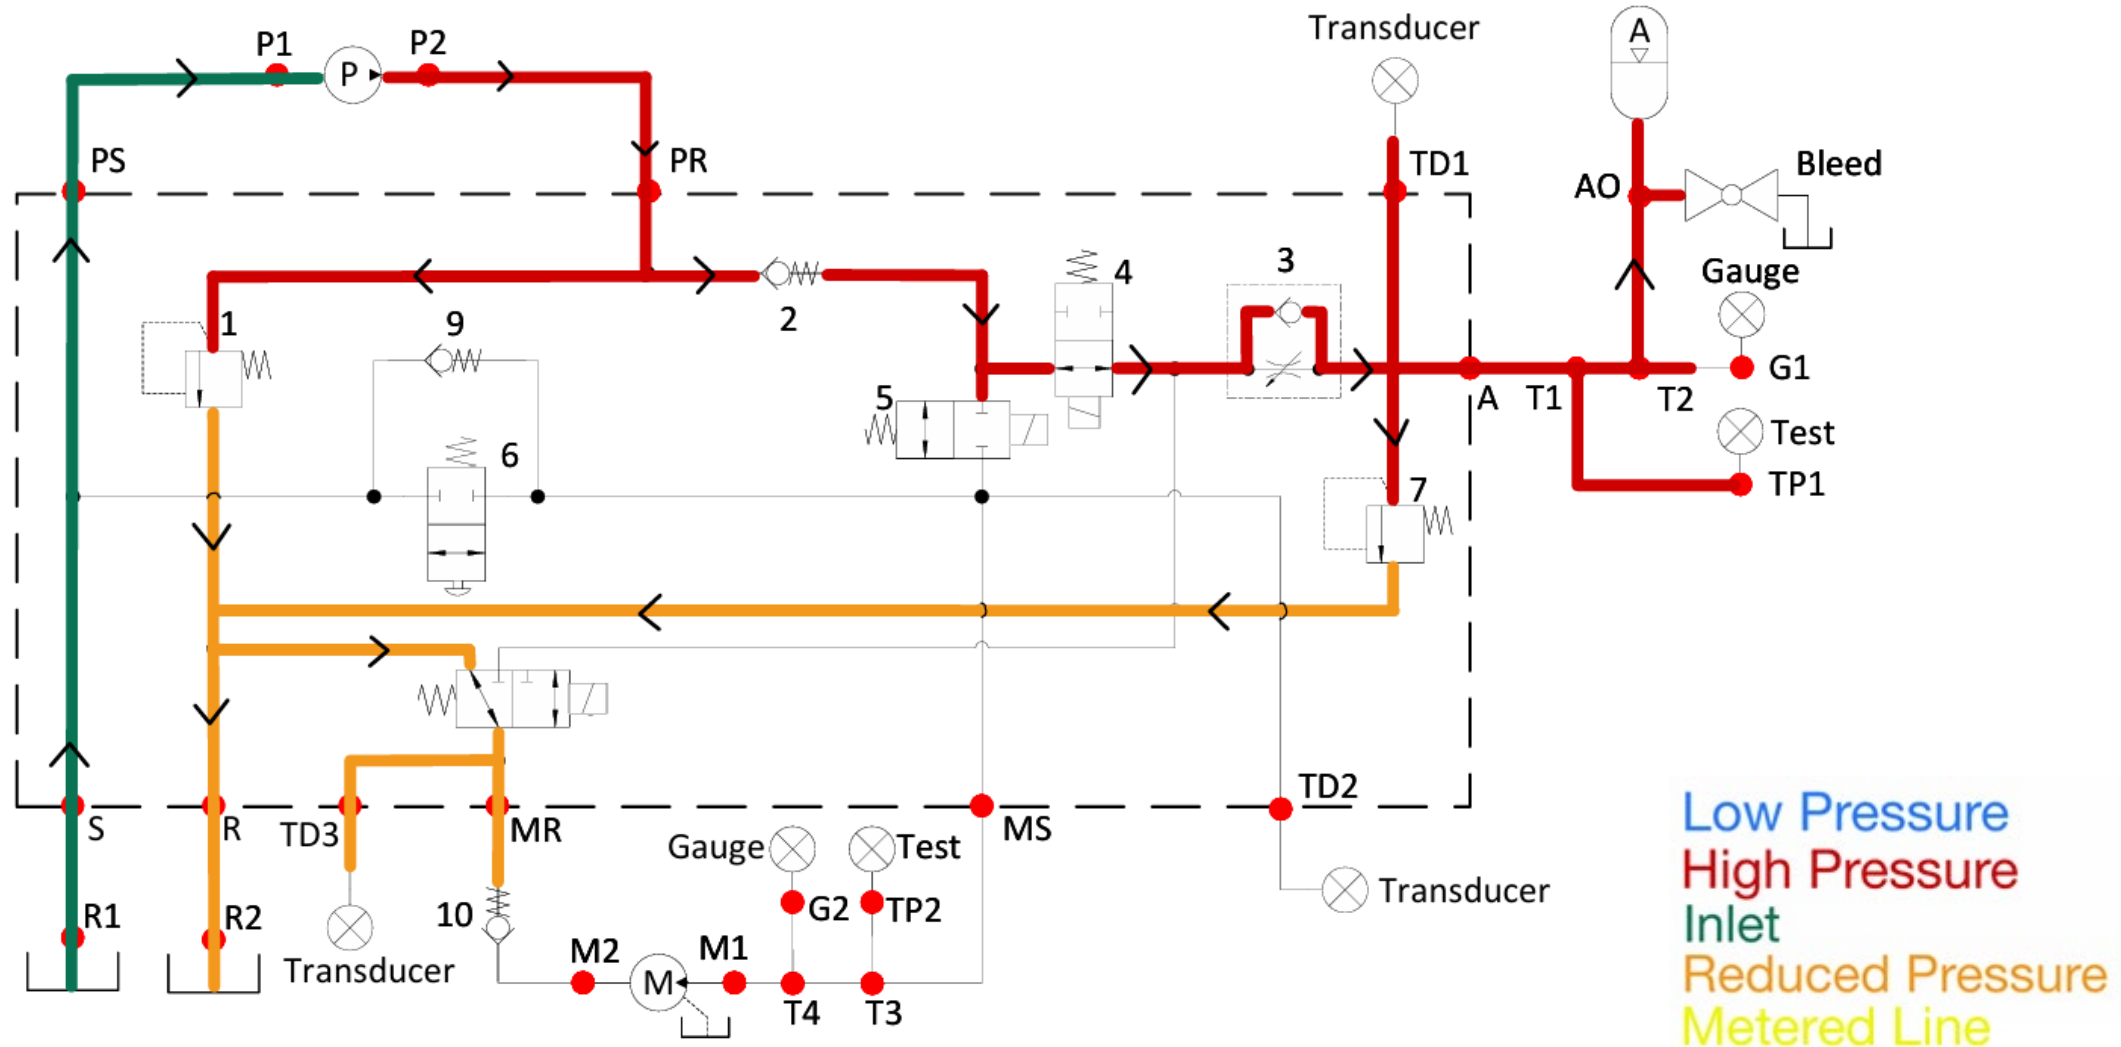 Transducer
A
P1
P2
P
PS
PR
TD1
AO
Bleed
Gauge
4
3
1
9
2
5
A
T1
T2
G1
6
Test
7
TP1
TD2
S
R
TD3
MR
MS
Gauge
Test
Transducer
R1
R2
10
G2
TP2
Transducer
M2
M1
M
T4
T3
Low Pressure
High Pressure
Inlet
Reduced Pressure
Metered Line